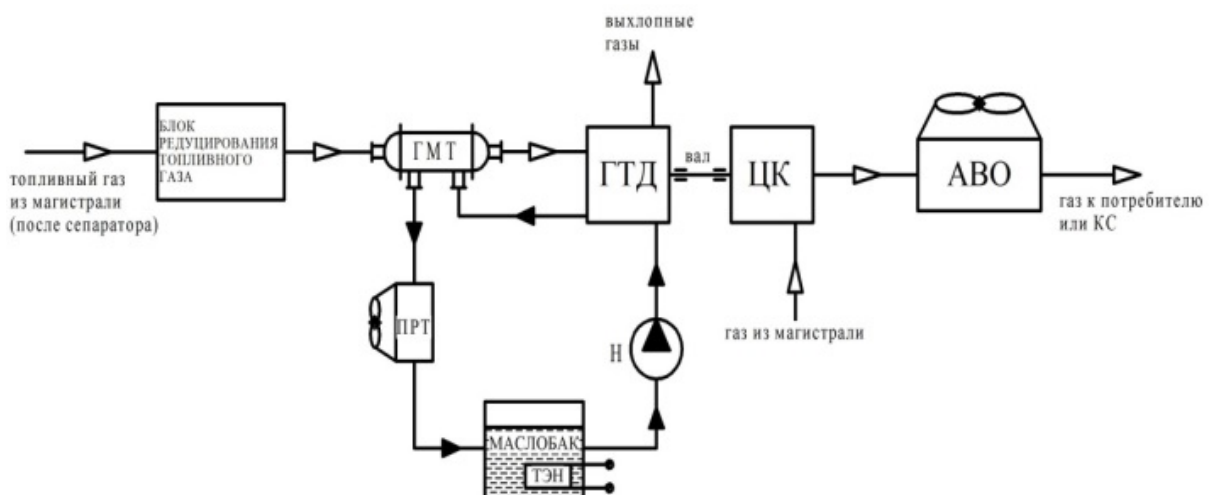 выхлопные
газы
БЛОК
РЕДУЦИРОВАНИЯ
ТОПЛИВНОГО
ГАЗА
ГМТ
ГТД
вал
ЦК
АВО
топливный газ
из магистрали
(после сепаратора)
газ к потребителю
или КС
ПРТ
Н
газ из магистрали
МАСЛОБАК
ТЭН